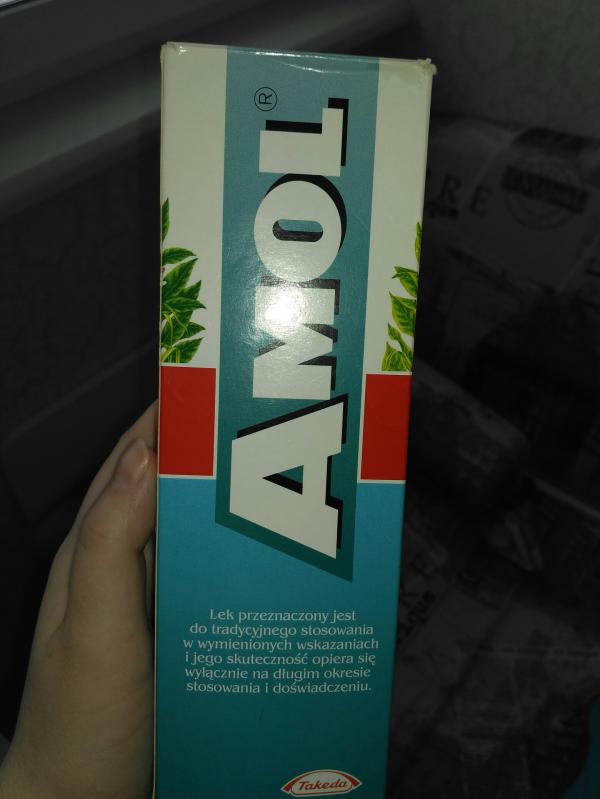 AMOL®
Lek przeznaczony jest
do tradycyjnego stosowania
w wymienionych wskazaniach
i jego skuteczność opiera się
wyłącznie na długim okresie
stosowania i doświadczeniu.
Takeda